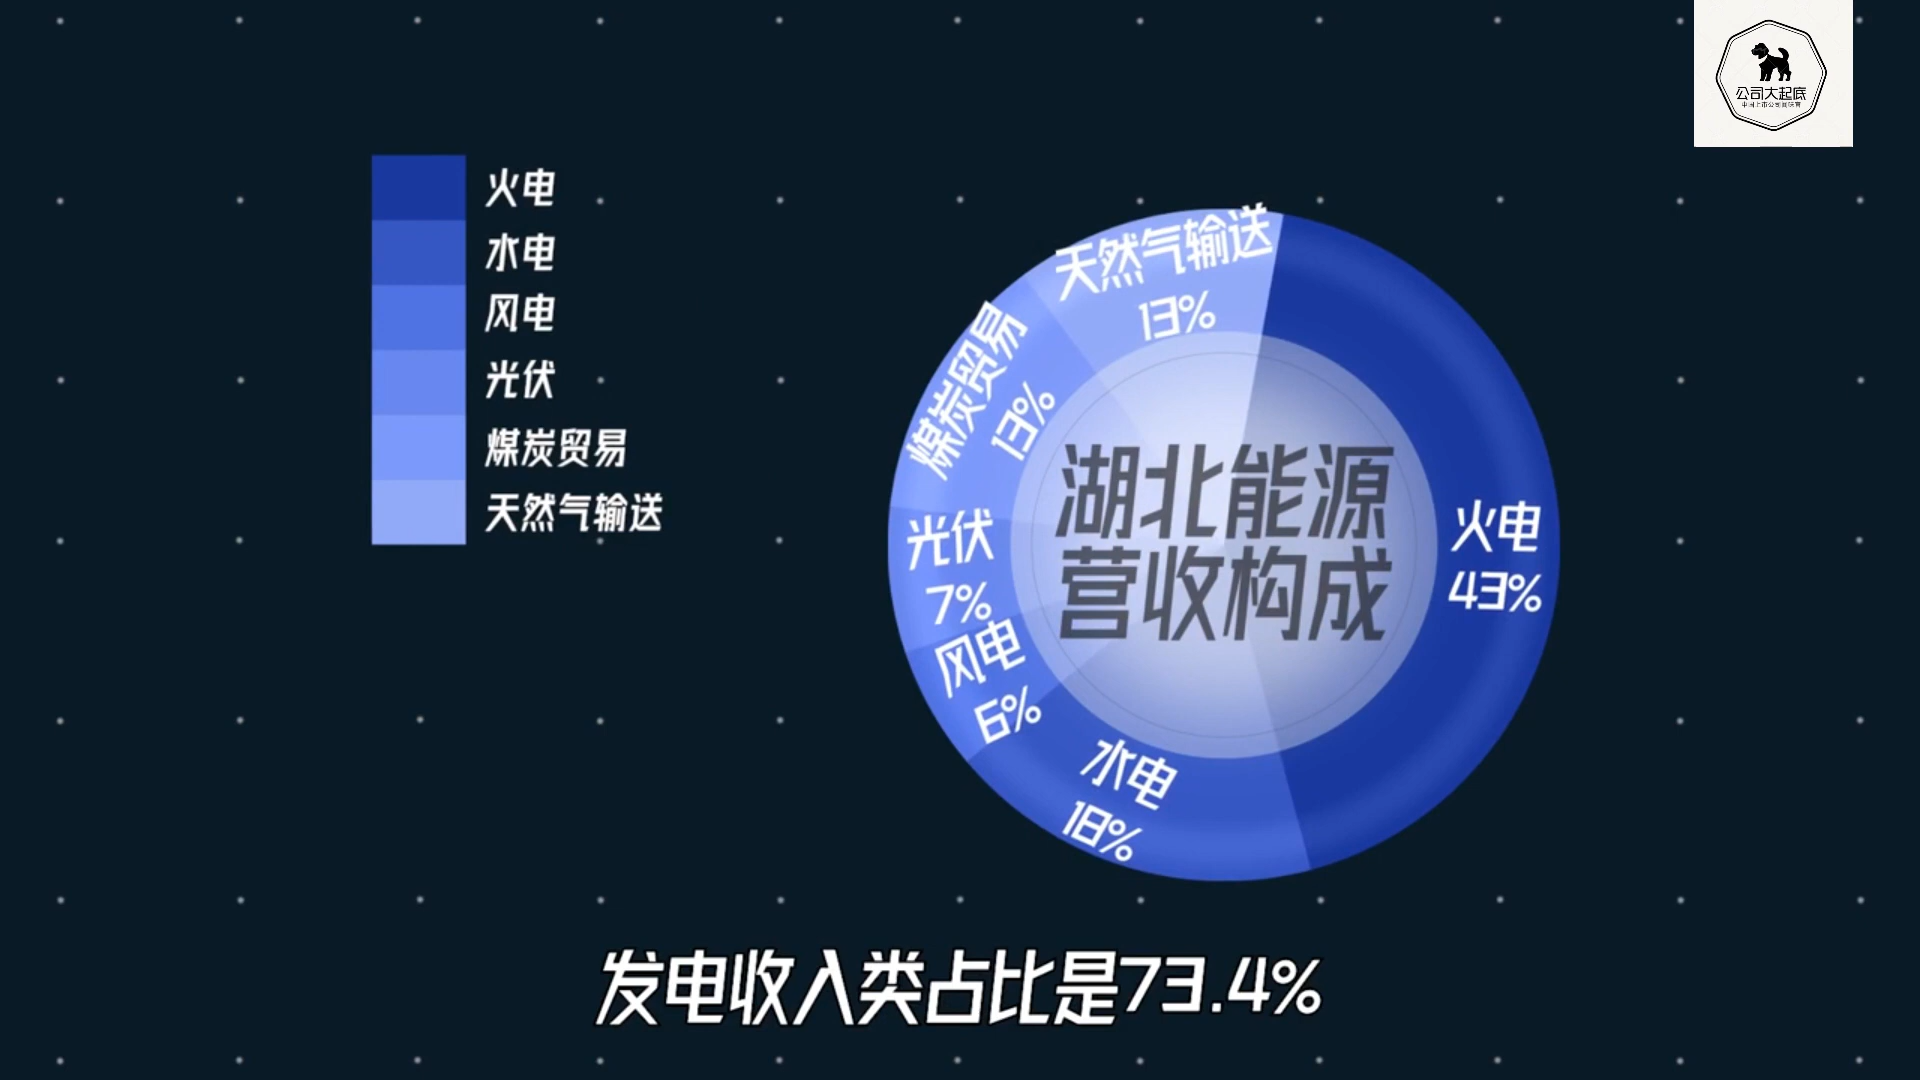 公司大起底
火电
水电
风电
光伏
煤炭贸易
天然气输送
天然气输送
13%
煤炭贸易
13%
光伏
7%
风电
6%
水电
18%
火电
43%
湖北能源
营收构成
发电收入类占比是73.4%